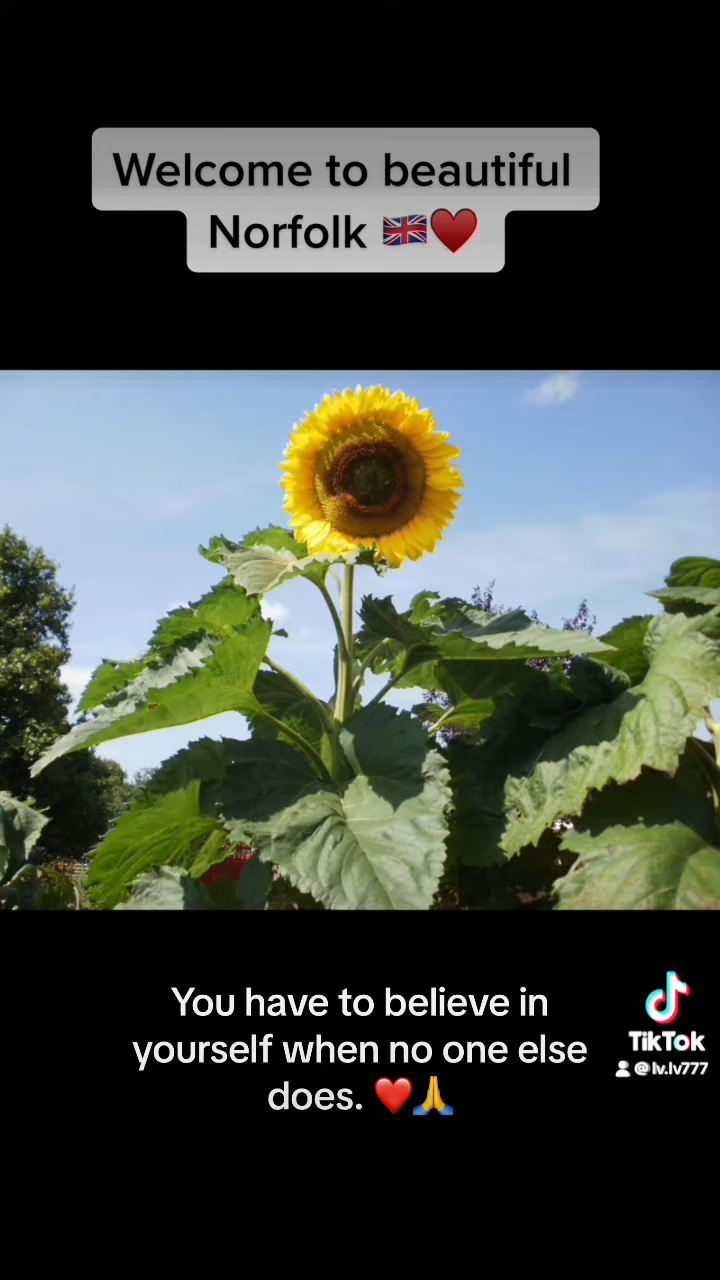 Welcome to beautiful
Norfolk 🇬🇧♥️
You have to believe in
yourself when no one else
does. ❤️🙏
TikTok
@lv.lv777